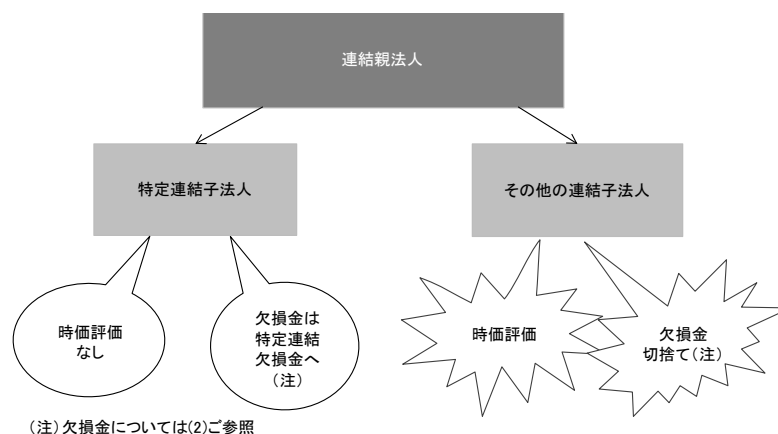 連結親法人
特定連結子法人
その他の連結子法人
時価評価
なし
欠損金は
特定連結
欠損金へ
（注）
時価評価
欠損金
切捨て（注）
（注）欠損金については(2)ご参照